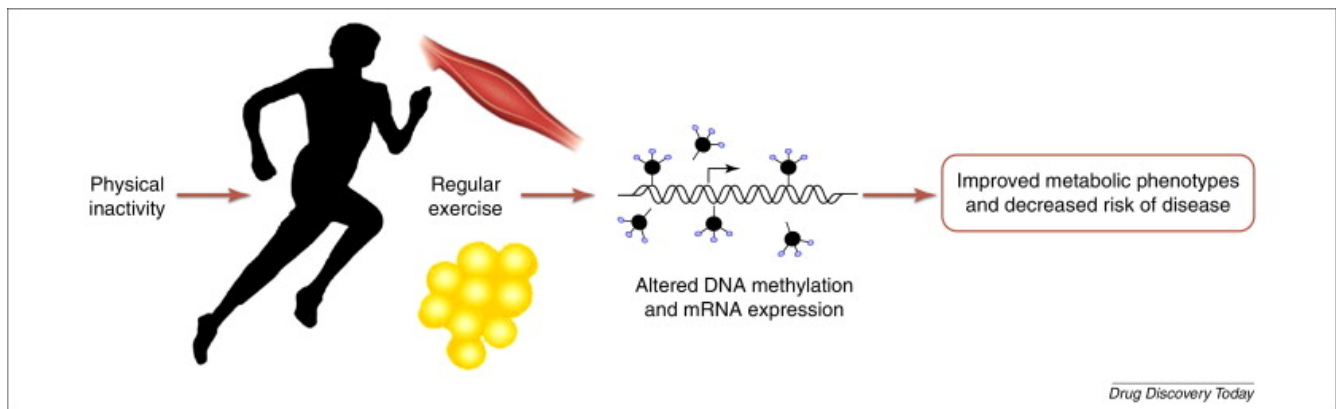 Physical
inactivity
Regular
exercise
Altered DNA methylation
and mRNA expression
Improved metabolic phenotypes
and decreased risk of disease
Drug Discovery Today